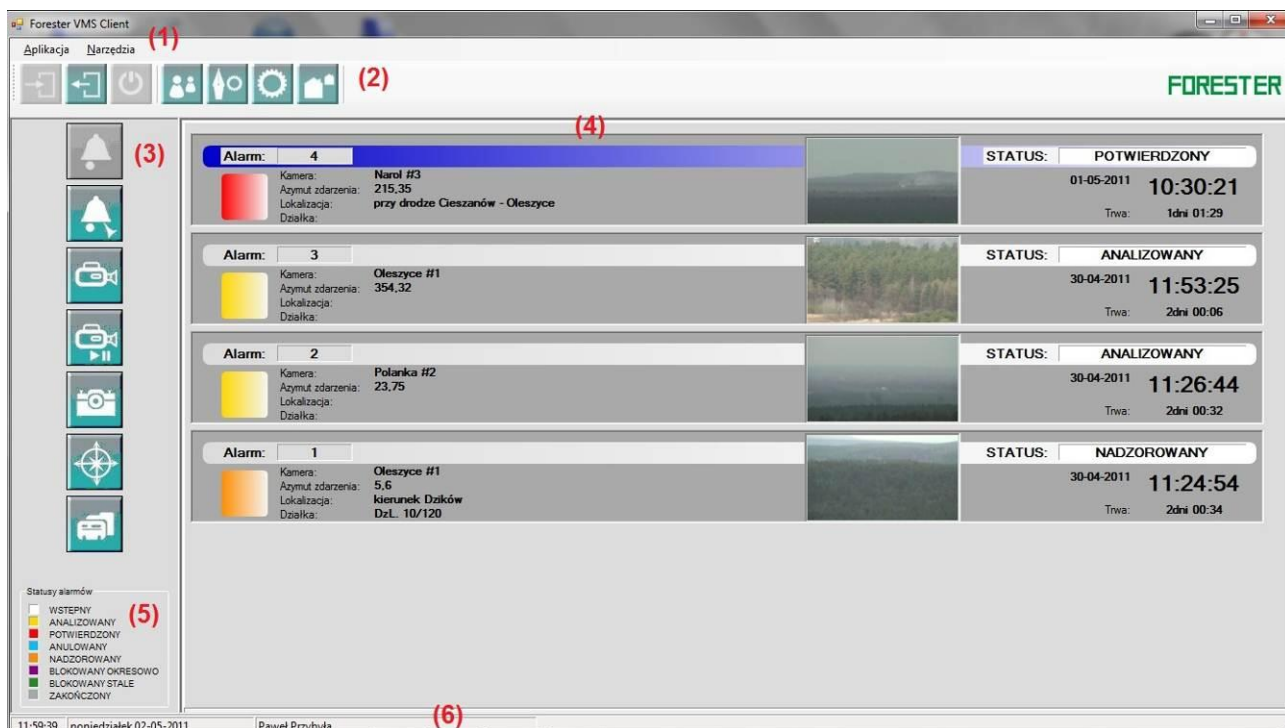 Forester VMS Client
Aplikacja Narzędzia (1)
(2)
FORESTER
(3)
(4)
Alarm: 4 STATUS: POTWIERDZONY
Kamera: Narol #3
Azymut zdarzenia: 215,35
Lokalizacja: przy drodze Cieszanów - Oleszyce
Działka:
01-05-2011 10:30:21
Trwa: 1dni 01:29
Alarm: 3 STATUS: ANALIZOWANY
Kamera: Oleszyce #1
Azymut zdarzenia: 354,32
Lokalizacja:
Działka:
30-04-2011 11:53:25
Trwa: 2dni 00:06
Alarm: 2 STATUS: ANALIZOWANY
Kamera: Polanka #2
Azymut zdarzenia: 23,75
Lokalizacja:
Działka:
30-04-2011 11:26:44
Trwa: 2dni 00:32
Alarm: 1 STATUS: NADZOROWANY
Kamera: Oleszyce #1
Azymut zdarzenia: 5,6
Lokalizacja: kierunek Dzików
Działka: DzL. 10/120
30-04-2011 11:24:54
Trwa: 2dni 00:34
Statusy alarmów
WSTEPNY
ANALIZOWANY
(5)
POTWIERDZONY
ANULOWANY
NADZOROWANY
BLOKOWANY OKRESOWO
BLOKOWANY STALE
ZAKOŃCZONY
11:59:39 poniedziałek 02-05-2011 Paweł Przybyła (6)